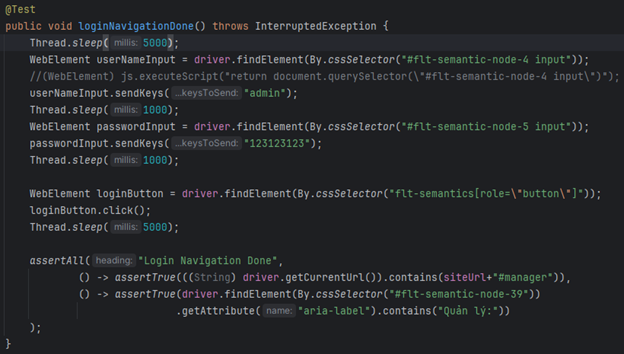 @Test
public void loginNavigationDone() throws InterruptedException {
Thread.sleep( millis: 5000);
WebElement userNameInput = driver.findElement(By.cssSelector("#flt-semantic-node-4 input"));
//(WebElement) js.executeScript("return document.querySelector(\"#flt-semantic-node-4 input\")");
userNameInput.sendKeys( ...keysToSend: "admin");
Thread.sleep( millis: 1000);
WebElement passwordInput = driver.findElement(By.cssSelector("#flt-semantic-node-5 input"));
passwordInput.sendKeys( ...keysToSend: "123123123");
Thread.sleep( millis: 1000);
WebElement loginButton = driver.findElement(By.cssSelector("flt-semantics[role=\"button\"]"));
loginButton.click();
Thread.sleep( millis: 5000);
assertAll( heading: "Login Navigation Done",
() -> assertTrue(((String) driver.getCurrentUrl()).contains(siteUrl+"#manager")),
() -> assertTrue(driver.findElement(By.cssSelector("#flt-semantic-node-39"))
.getAttribute( name: "aria-label").contains("Quản lý:"))
);
}